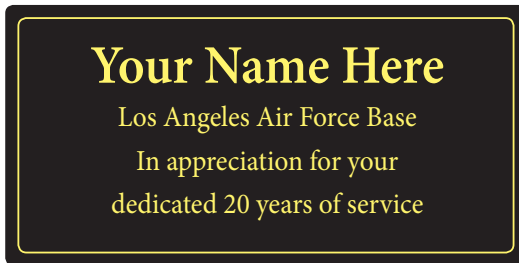 Your Name Here
Los Angeles Air Force Base
In appreciation for your
dedicated 20 years of service